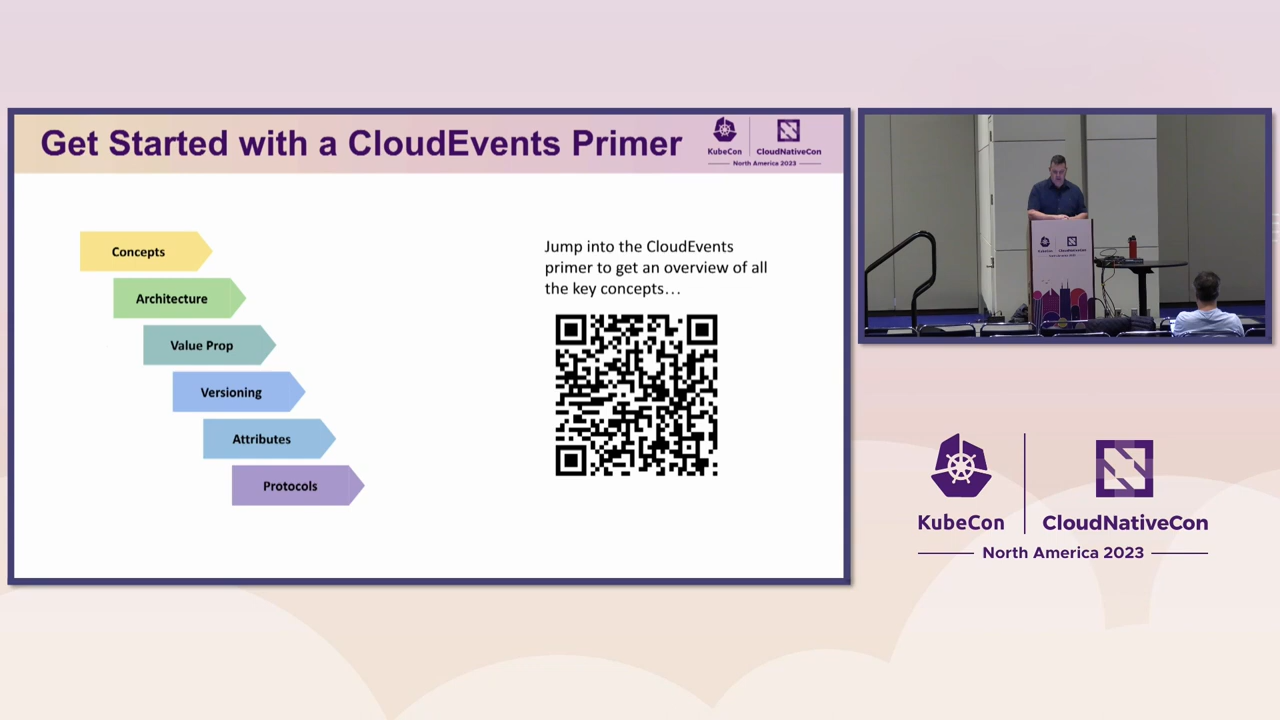 Get Started with a CloudEvents Primer
KubeCon
CloudNativeCon
North America 2023
Concepts
Architecture
Value Prop
Versioning
Attributes
Protocols
Jump into the CloudEvents
primer to get an overview of all
the key concepts…
KubeCon
CloudNativeCon
North America 2023